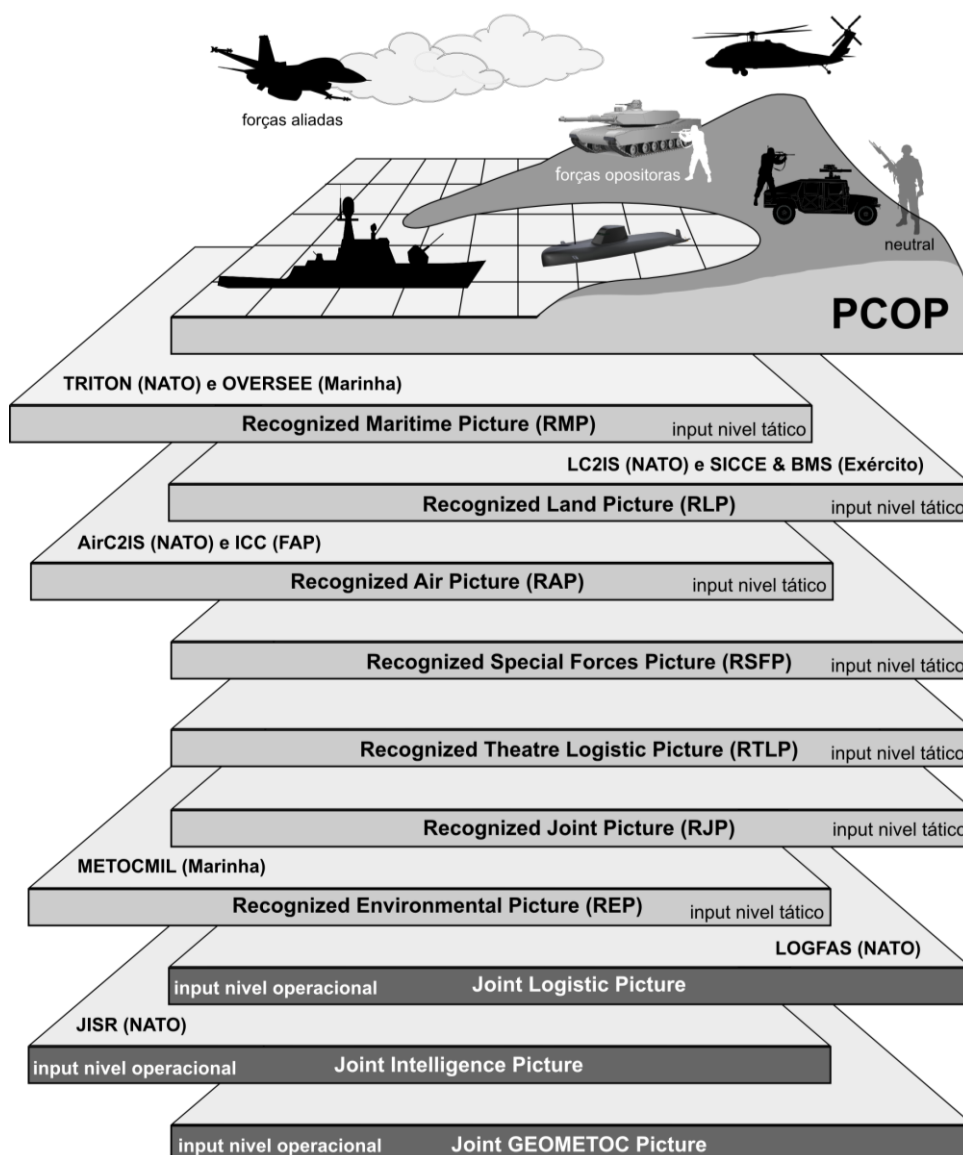 forças aliadas
forças opositoras
neutral
PCOP
TRITON (NATO) e OVERSEE (Marinha)
Recognized Maritime Picture (RMP)
input nivel tático
LC2IS (NATO) e SICCE & BMS (Exército)
Recognized Land Picture (RLP)
input nivel tático
AirC2IS (NATO) e ICC (FAP)
Recognized Air Picture (RAP)
input nivel tático
Recognized Special Forces Picture (RSFP)
input nivel tático
Recognized Theatre Logistic Picture (RTLP)
input nivel tático
Recognized Joint Picture (RJP)
input nivel tático
METOCMIL (Marinha)
Recognized Environmental Picture (REP)
input nivel tático
LOGFAS (NATO)
input nivel operacional
Joint Logistic Picture
JISR (NATO)
input nivel operacional
Joint Intelligence Picture
input nivel operacional
Joint GEOMETOC Picture